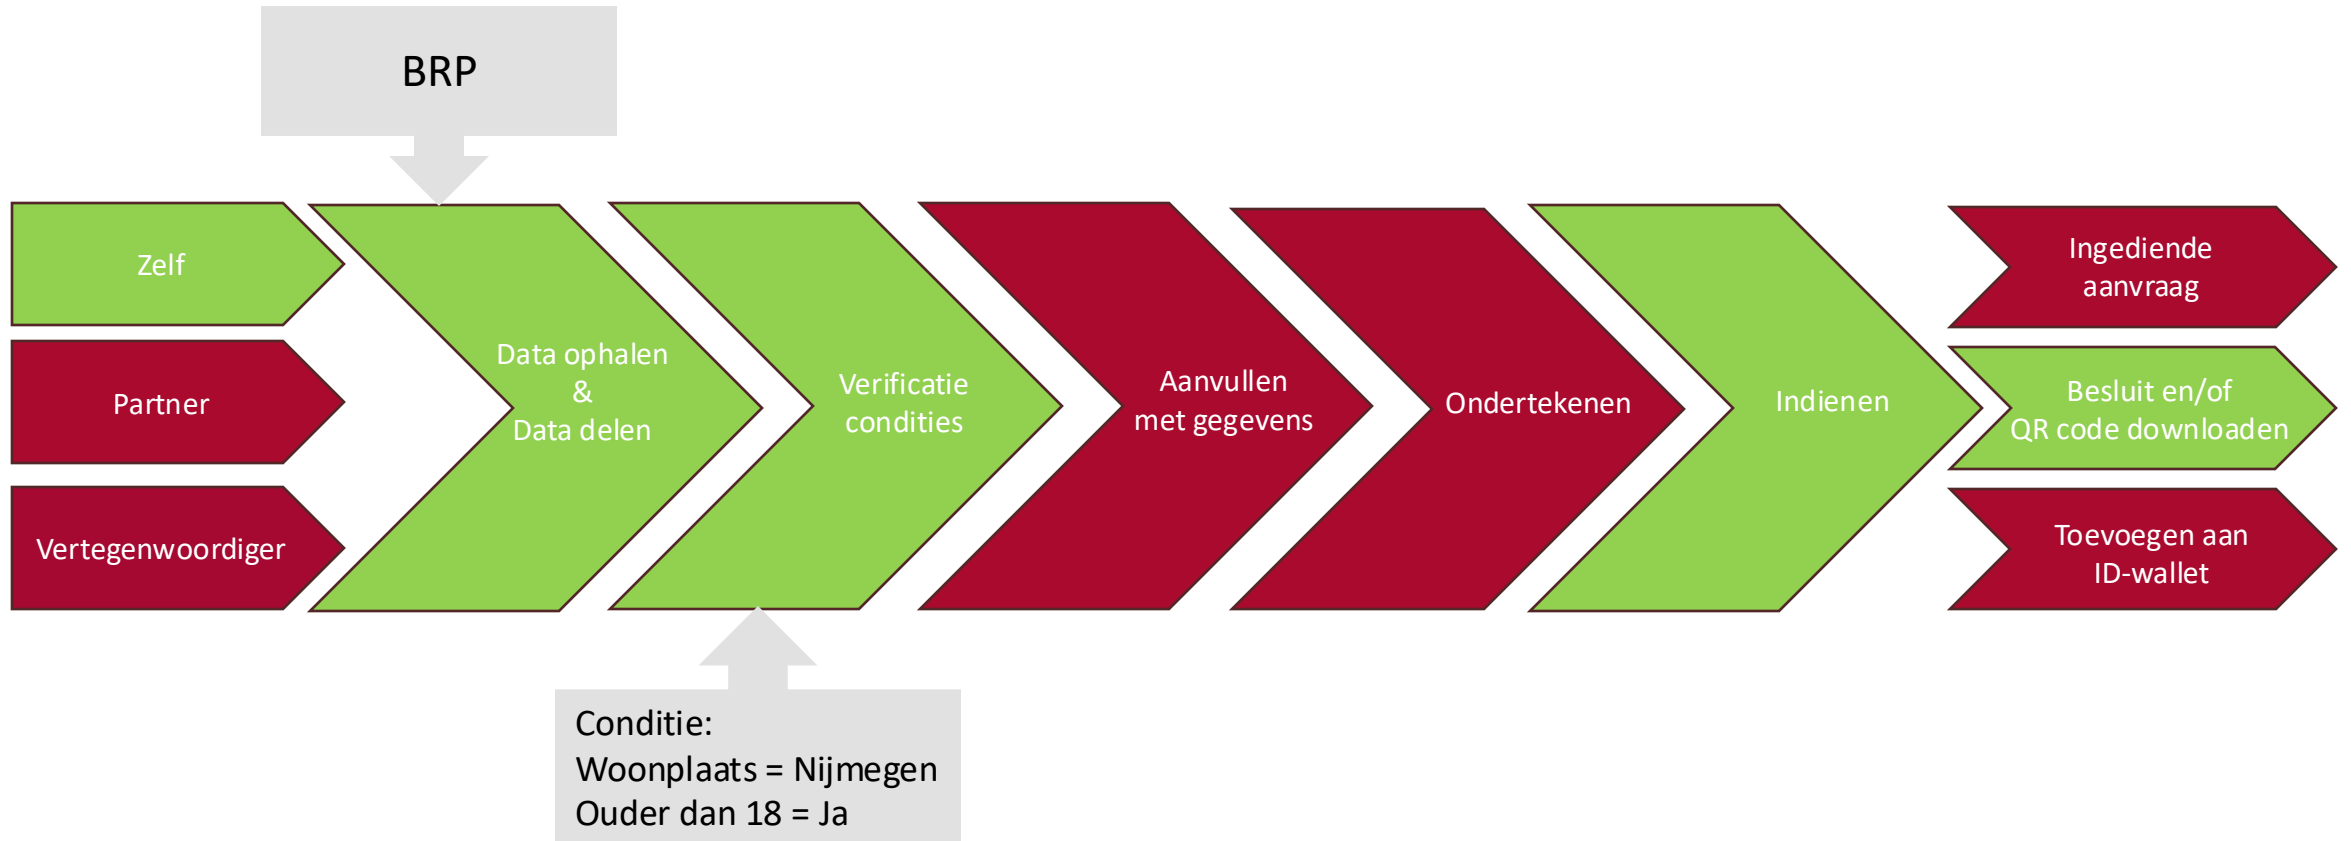 BRP
Zelf
Partner
Vertegenwoordiger
Data ophalen
&
Data delen
Verificatie
condities
Aanvullen
met gegevens
Ondertekenen
Indienen
Ingediende
aanvraag
Besluit en/of
QR code downloaden
Toevoegen aan
ID-wallet
Conditie:
Woonplaats = Nijmegen
Ouder dan 18 = Ja